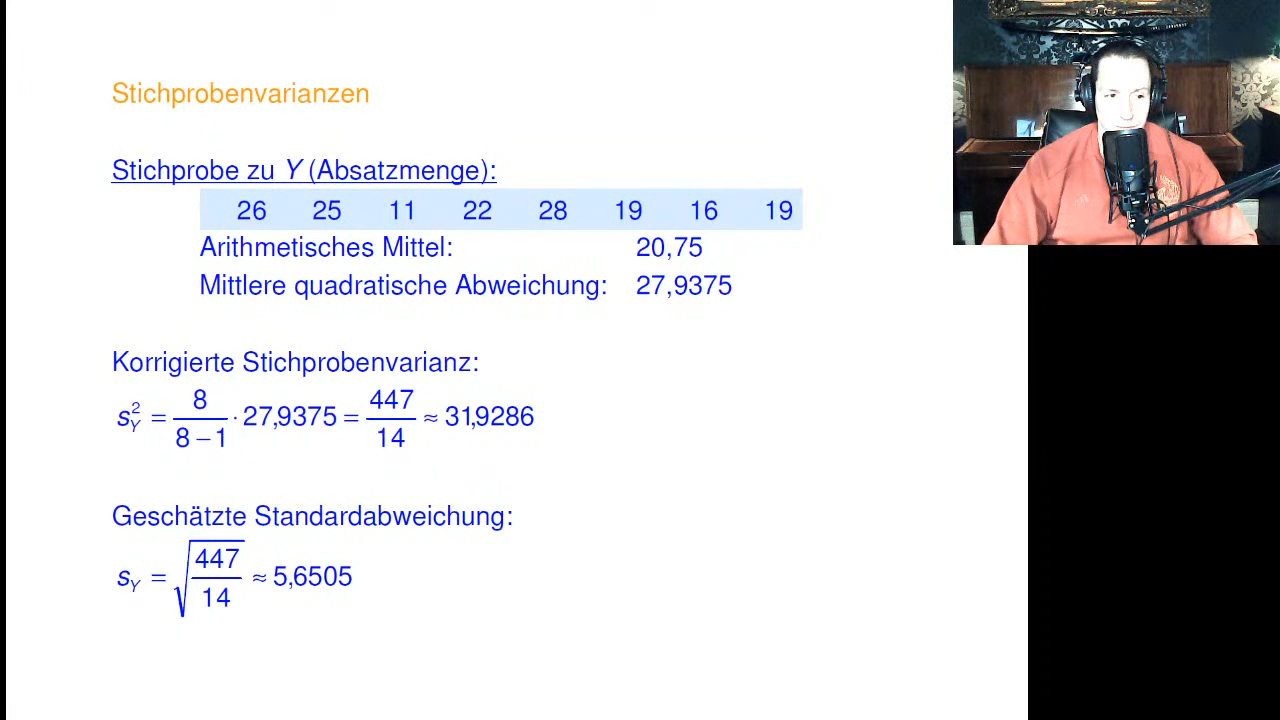 Stichprobenvarianzen
Stichprobe zu Y (Absatzmenge):
26 25 11 22 28 19 16 19
Arithmetisches Mittel: 20,75
Mittlere quadratische Abweichung: 27,9375
Korrigierte Stichprobenvarianz:
s_Y^2 = 8/(8 − 1) · 27,9375 = 447/14 ≈ 31,9286
Geschätzte Standardabweichung:
s_Y = √(447/14) ≈ 5,6505